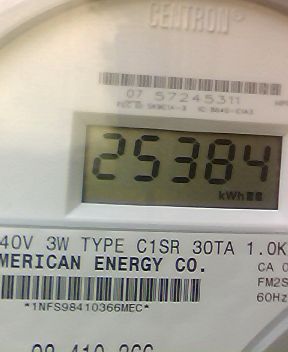 CENTRON®
07 57245311
25384
kWh
40V 3W TYPE C1SR 30TA 1.0K
MERICAN ENERGY CO.
CA 0
FM2S
60Hz
*1NFS98410366MEC*